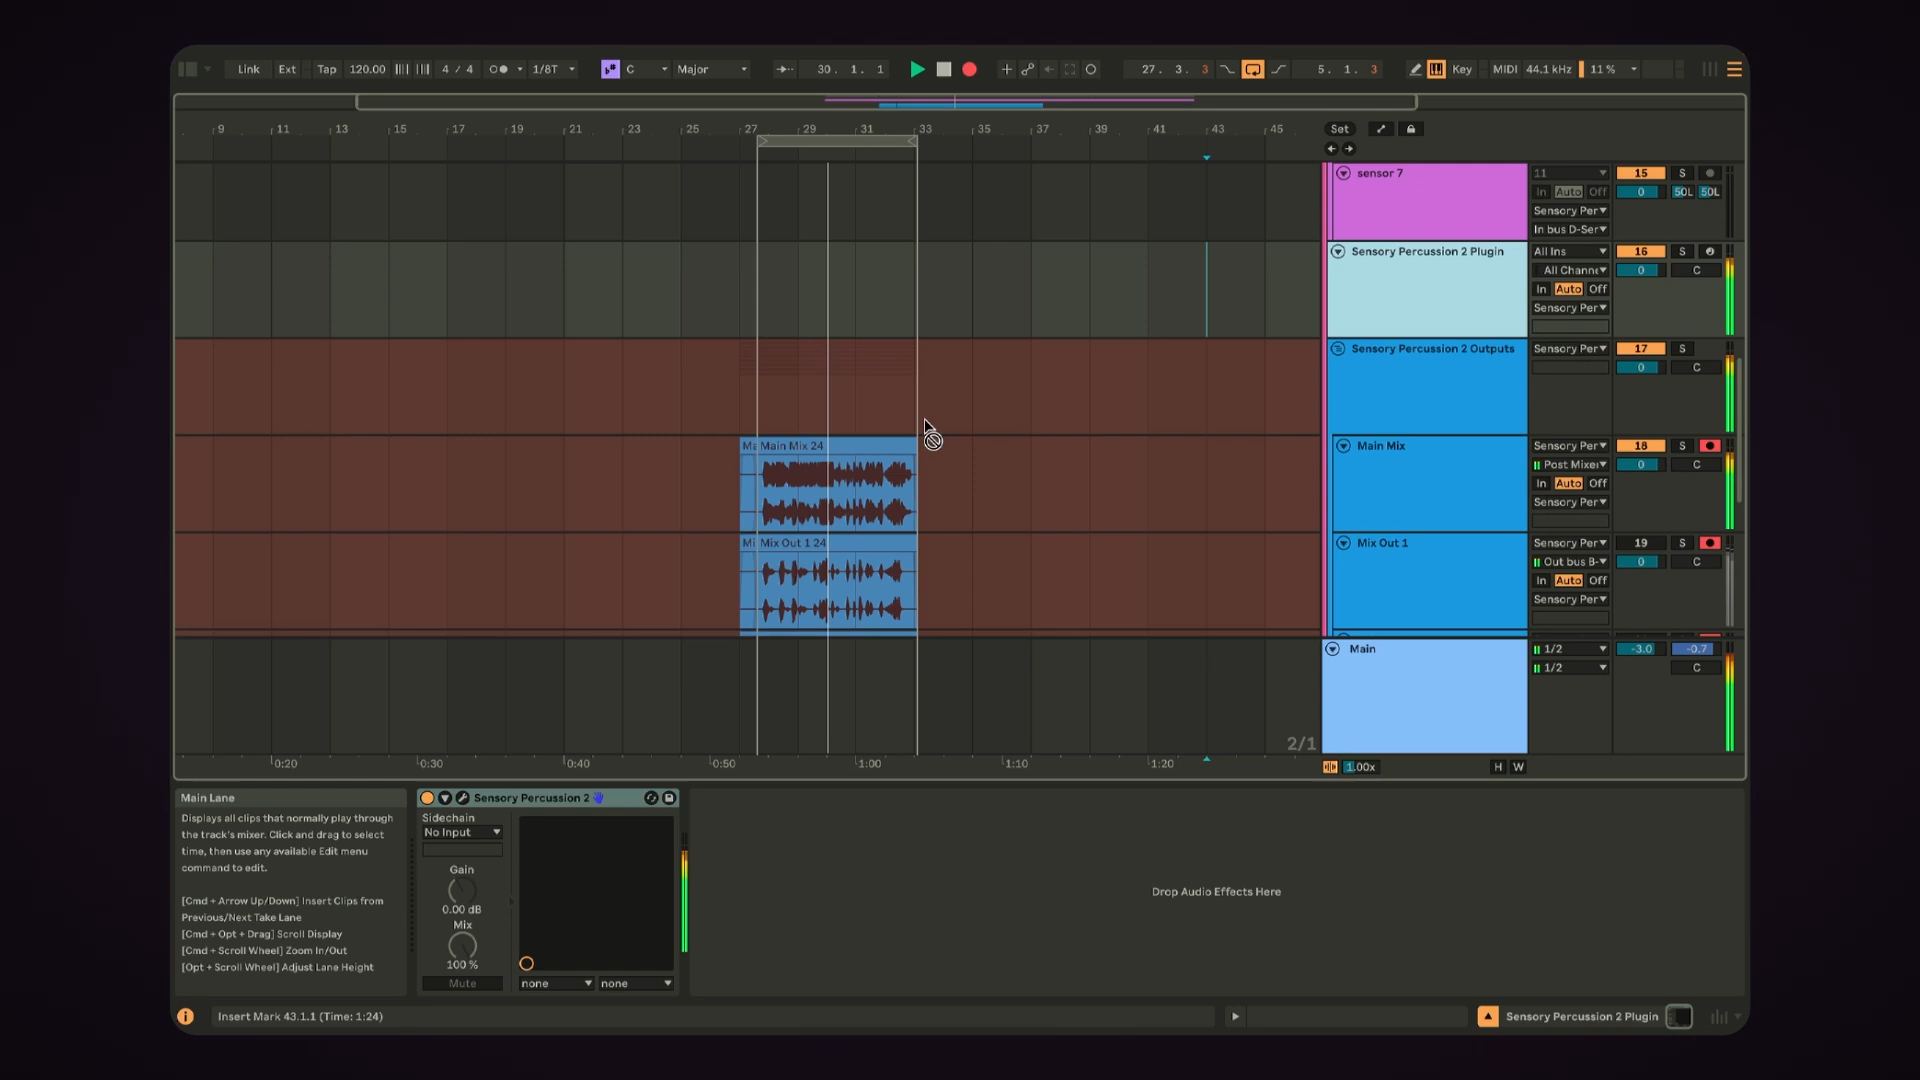 Link Ext Tap 120.00 4 / 4 1/8T C Major 30. 1. 1 27. 3. 3 5. 1. 3 Key MIDI 44.1 kHz 11 %
9 11 13 15 17 19 21 23 25 27 29 31 33 35 37 39 41 43 45 Set
sensor 7 11 15 S
In Auto Off 0 50L 50L
Sensory Per
In bus D-Ser
Sensory Percussion 2 Plugin All Ins 16 S
All Channe 0 C
In Auto Off
Sensory Per
Sensory Percussion 2 Outputs Sensory Per 17 S
0 C
Ma Main Mix 24 Main Mix Sensory Per 18 S
Post Mixer 0 C
In Auto Off
Sensory Per
Mi Mix Out 1 24 Mix Out 1 Sensory Per 19 S
Out bus B- 0 C
In Auto Off
Sensory Per
Main 1/2 -3.0 -0.7
1/2 C
2/1
0:20 0:30 0:40 0:50 1:00 1:10 1:20 1.00x H W
Main Lane
Displays all clips that normally play through
the track's mixer. Click and drag to select
time, then use any available Edit menu
command to edit.
[Cmd + Arrow Up/Down] Insert Clips from
Previous/Next Take Lane
[Cmd + Opt + Drag] Scroll Display
[Cmd + Scroll Wheel] Zoom In/Out
[Opt + Scroll Wheel] Adjust Lane Height
Sensory Percussion 2
Sidechain
No Input
Gain
0.00 dB
Mix
100 %
Mute none none
Drop Audio Effects Here
Insert Mark 43.1.1 (Time: 1:24) Sensory Percussion 2 Plugin